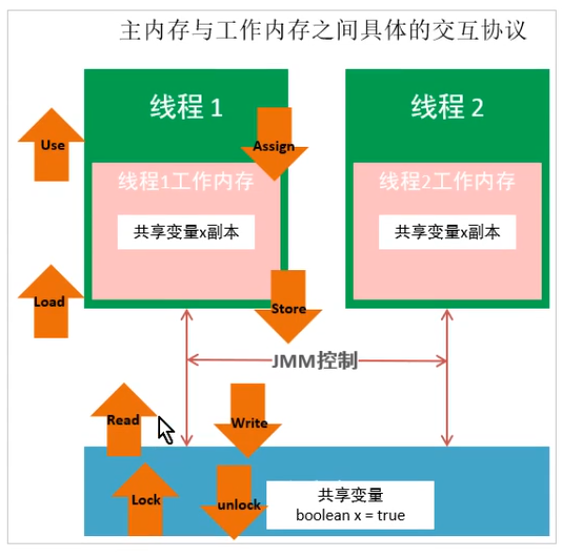 主内存与工作内存之间具体的交互协议
线程 1
线程 2
Use
Assign
线程1工作内存
线程2工作内存
共享变量x副本
共享变量x副本
Load
Store
JMM控制
Read
Write
Lock
unlock
共享变量
boolean x = true